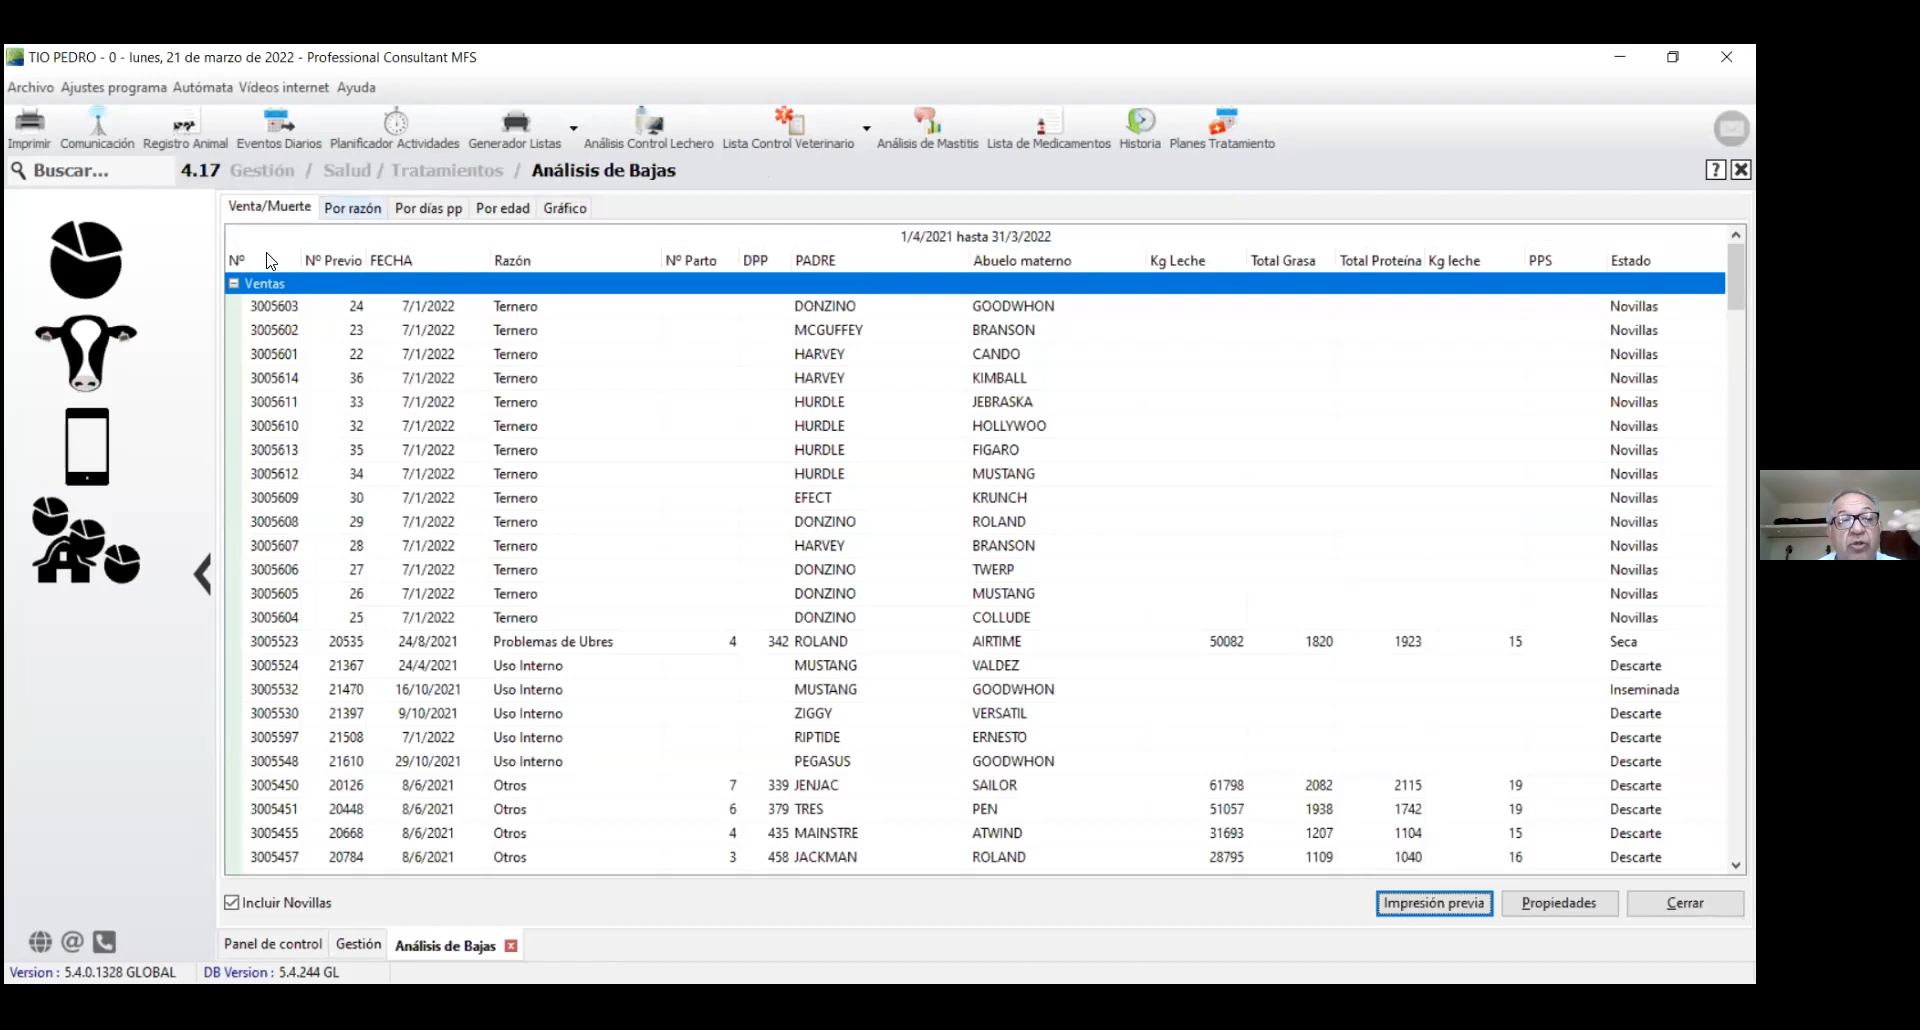 TIO PEDRO - 0 - lunes, 21 de marzo de 2022 - Professional Consultant MFS
Archivo Ajustes programa Autómata Vídeos internet Ayuda
Imprimir Comunicación Registro Animal Eventos Diarios Planificador Actividades Generador Listas Análisis Control Lechero Lista Control Veterinario Análisis de Mastitis Lista de Medicamentos Historia Planes Tratamiento
Buscar... 4.17 Gestión / Salud / Tratamientos / Análisis de Bajas ?
Venta/Muerte Por razón Por días pp Por edad Gráfico
1/4/2021 hasta 31/3/2022
Nº Nº Previo FECHA Razón Nº Parto DPP PADRE Abuelo materno Kg Leche Total Grasa Total Proteína Kg leche PPS Estado
Ventas
3005603 24 7/1/2022 Ternero DONZINO GOODWHON Novillas
3005602 23 7/1/2022 Ternero MCGUFFEY BRANSON Novillas
3005601 22 7/1/2022 Ternero HARVEY CANDO Novillas
3005614 36 7/1/2022 Ternero HARVEY KIMBALL Novillas
3005611 33 7/1/2022 Ternero HURDLE JEBRASKA Novillas
3005610 32 7/1/2022 Ternero HURDLE HOLLYWOO Novillas
3005613 35 7/1/2022 Ternero HURDLE FIGARO Novillas
3005612 34 7/1/2022 Ternero HURDLE MUSTANG Novillas
3005609 30 7/1/2022 Ternero EFECT KRUNCH Novillas
3005608 29 7/1/2022 Ternero DONZINO ROLAND Novillas
3005607 28 7/1/2022 Ternero HARVEY BRANSON Novillas
3005606 27 7/1/2022 Ternero DONZINO TWERP Novillas
3005605 26 7/1/2022 Ternero DONZINO MUSTANG Novillas
3005604 25 7/1/2022 Ternero DONZINO COLLUDE Novillas
3005523 20535 24/8/2021 Problemas de Ubres 4 342 ROLAND AIRTIME 50082 1820 1923 15 Seca
3005524 21367 24/4/2021 Uso Interno MUSTANG VALDEZ Descarte
3005532 21470 16/10/2021 Uso Interno MUSTANG GOODWHON Inseminada
3005530 21397 9/10/2021 Uso Interno ZIGGY VERSATIL Descarte
3005597 21508 7/1/2022 Uso Interno RIPTIDE ERNESTO Descarte
3005548 21610 29/10/2021 Uso Interno PEGASUS GOODWHON Descarte
3005450 20126 8/6/2021 Otros 7 339 JENJAC SAILOR 61798 2082 2115 19 Descarte
3005451 20448 8/6/2021 Otros 6 379 TRES PEN 51057 1938 1742 19 Descarte
3005455 20668 8/6/2021 Otros 4 435 MAINSTRE ATWIND 31693 1207 1104 15 Descarte
3005457 20784 8/6/2021 Otros 3 458 JACKMAN ROLAND 28795 1109 1040 16 Descarte
Incluir Novillas Impresión previa Propiedades Cerrar
Panel de control Gestión Análisis de Bajas
Version : 5.4.0.1328 GLOBAL DB Version : 5.4.244 GL